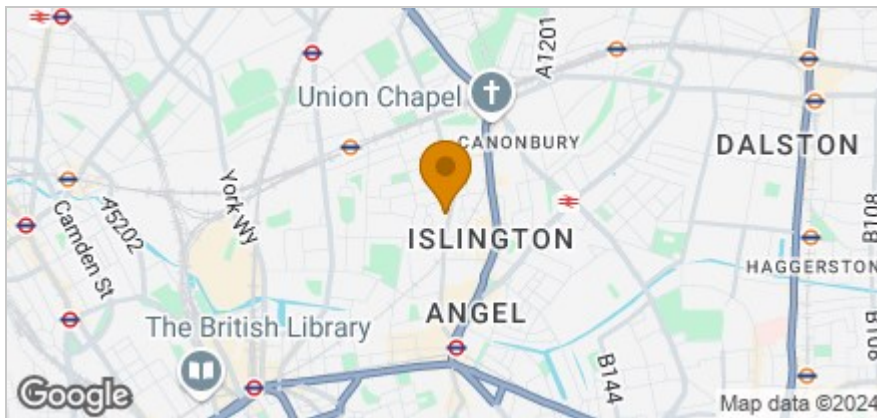 A1201
Union Chapel
CANONBURY
DALSTON
York Wy
A5202
Camden St
ISLINGTON
B108
HAGGERSTON
ANGEL
The British Library
B144
B108
Google
Map data ©2024